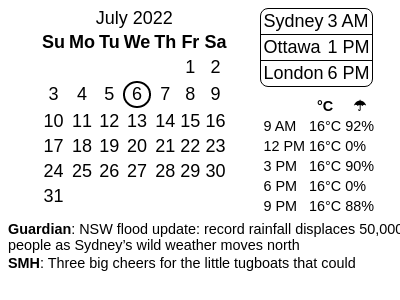 July 2022
Su Mo Tu We Th Fr Sa
1 2
3 4 5 6 7 8 9
10 11 12 13 14 15 16
17 18 19 20 21 22 23
24 25 26 27 28 29 30
31
Sydney 3 AM
Ottawa 1 PM
London 6 PM
°C ☂
9 AM 16°C 92%
12 PM 16°C 0%
3 PM 16°C 90%
6 PM 16°C 0%
9 PM 16°C 88%
Guardian: NSW flood update: record rainfall displaces 50,000
people as Sydney’s wild weather moves north
SMH: Three big cheers for the little tugboats that could